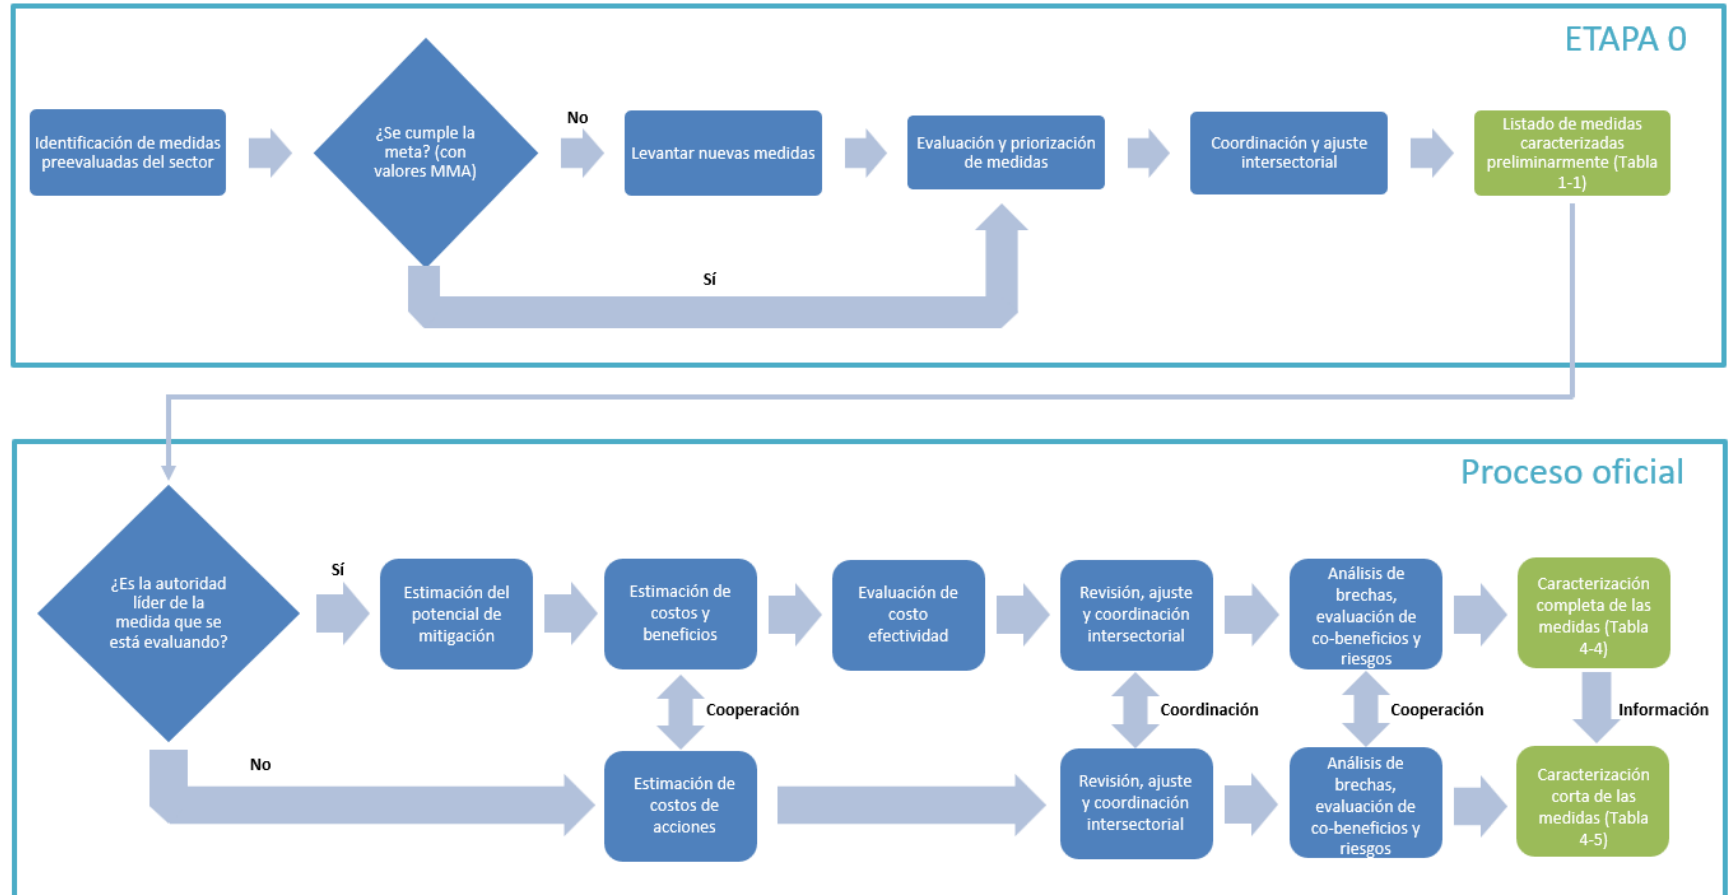 ETAPA 0
Identificación de medidas
preevaluadas del sector
¿Se cumple la
meta? (con
valores MMA)
No
Levantar nuevas medidas
Evaluación y priorización
de medidas
Coordinación y ajuste
intersectorial
Listado de medidas
caracterizadas
preliminarmente (Tabla
1-1)
Sí
Proceso oficial
¿Es la autoridad
líder de la
medida que se
está evaluando?
Sí
Estimación del
potencial de
mitigación
Estimación de
costos y
beneficios
Evaluación de
costo
efectividad
Revisión, ajuste
y coordinación
intersectorial
Análisis de
brechas,
evaluación de
co-beneficios y
riesgos
Caracterización
completa de las
medidas (Tabla
4-4)
Cooperación
Coordinación
Cooperación
Información
No
Estimación de
costos de
acciones
Revisión, ajuste
y coordinación
intersectorial
Análisis de
brechas,
evaluación de
co-beneficios y
riesgos
Caracterización
corta de las
medidas (Tabla
4-5)